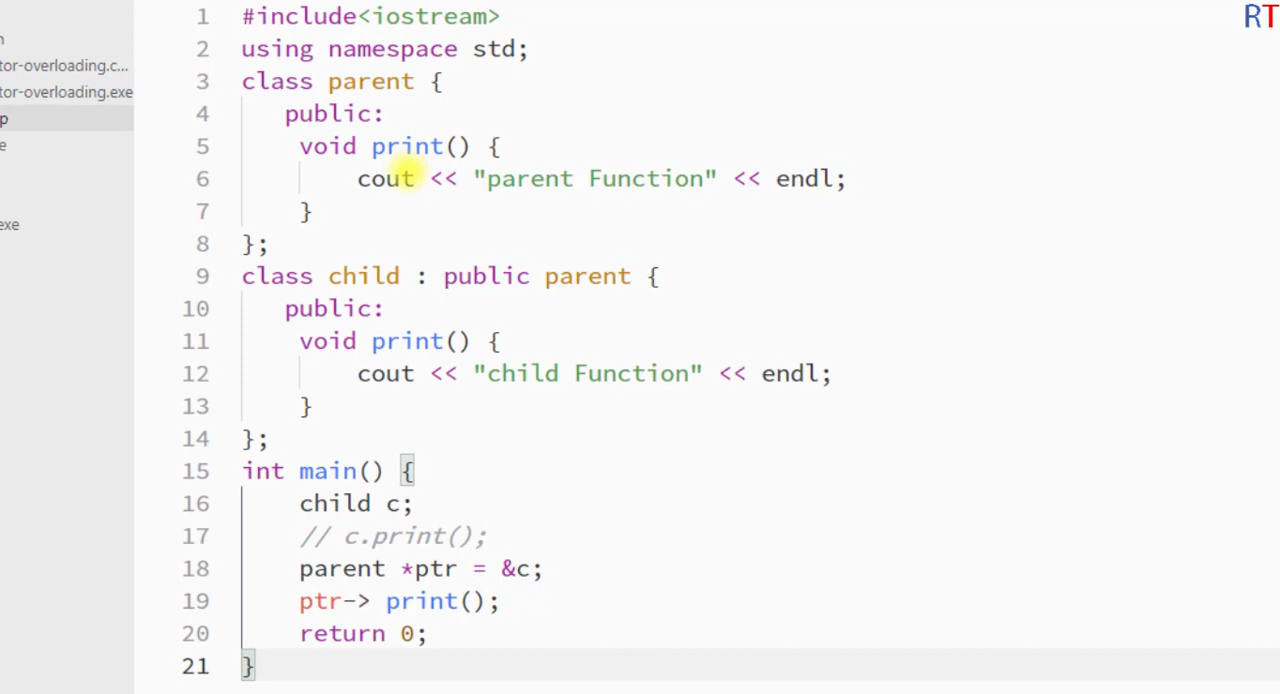 RT
n
tor-overloading.c...
tor-overloading.exe
p
e
exe
1 #include<iostream>
2 using namespace std;
3 class parent {
4 public:
5 void print() {
6 cout << "parent Function" << endl;
7 }
8 };
9 class child : public parent {
10 public:
11 void print() {
12 cout << "child Function" << endl;
13 }
14 };
15 int main() {
16 child c;
17 // c.print();
18 parent *ptr = &c;
19 ptr-> print();
20 return 0;
21 }